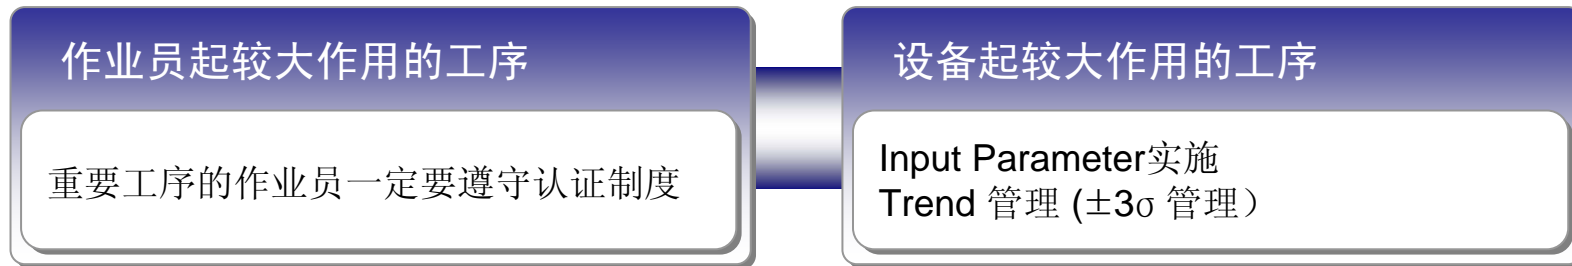 作业员起较大作用的工序
重要工序的作业员一定要遵守认证制度
设备起较大作用的工序
Input Parameter实施
Trend 管理 (±3σ 管理）